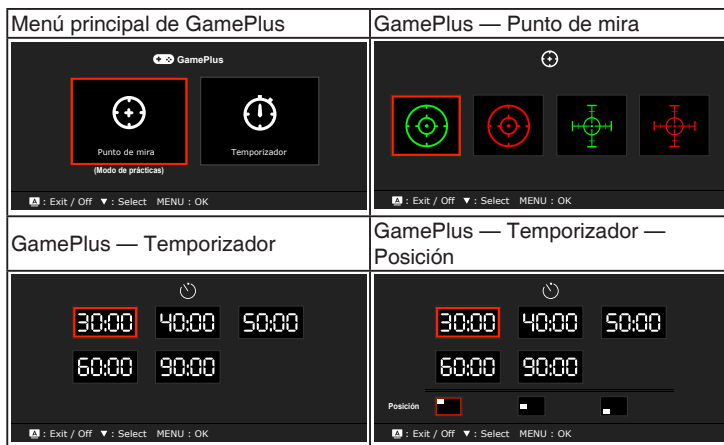 Menú principal de GamePlus
GamePlus — Punto de mira
GamePlus
Punto de mira
Temporizador
(Modo de prácticas)
A : Exit / Off ▼ : Select MENU : OK
A : Exit / Off ▼ : Select MENU : OK
GamePlus — Temporizador
GamePlus — Temporizador —
Posición
30:00 40:00 50:00
60:00 90:00
A : Exit / Off ▼ : Select MENU : OK
30:00 40:00 50:00
60:00 90:00
Posición
A : Exit / Off ▼ : Select MENU : OK